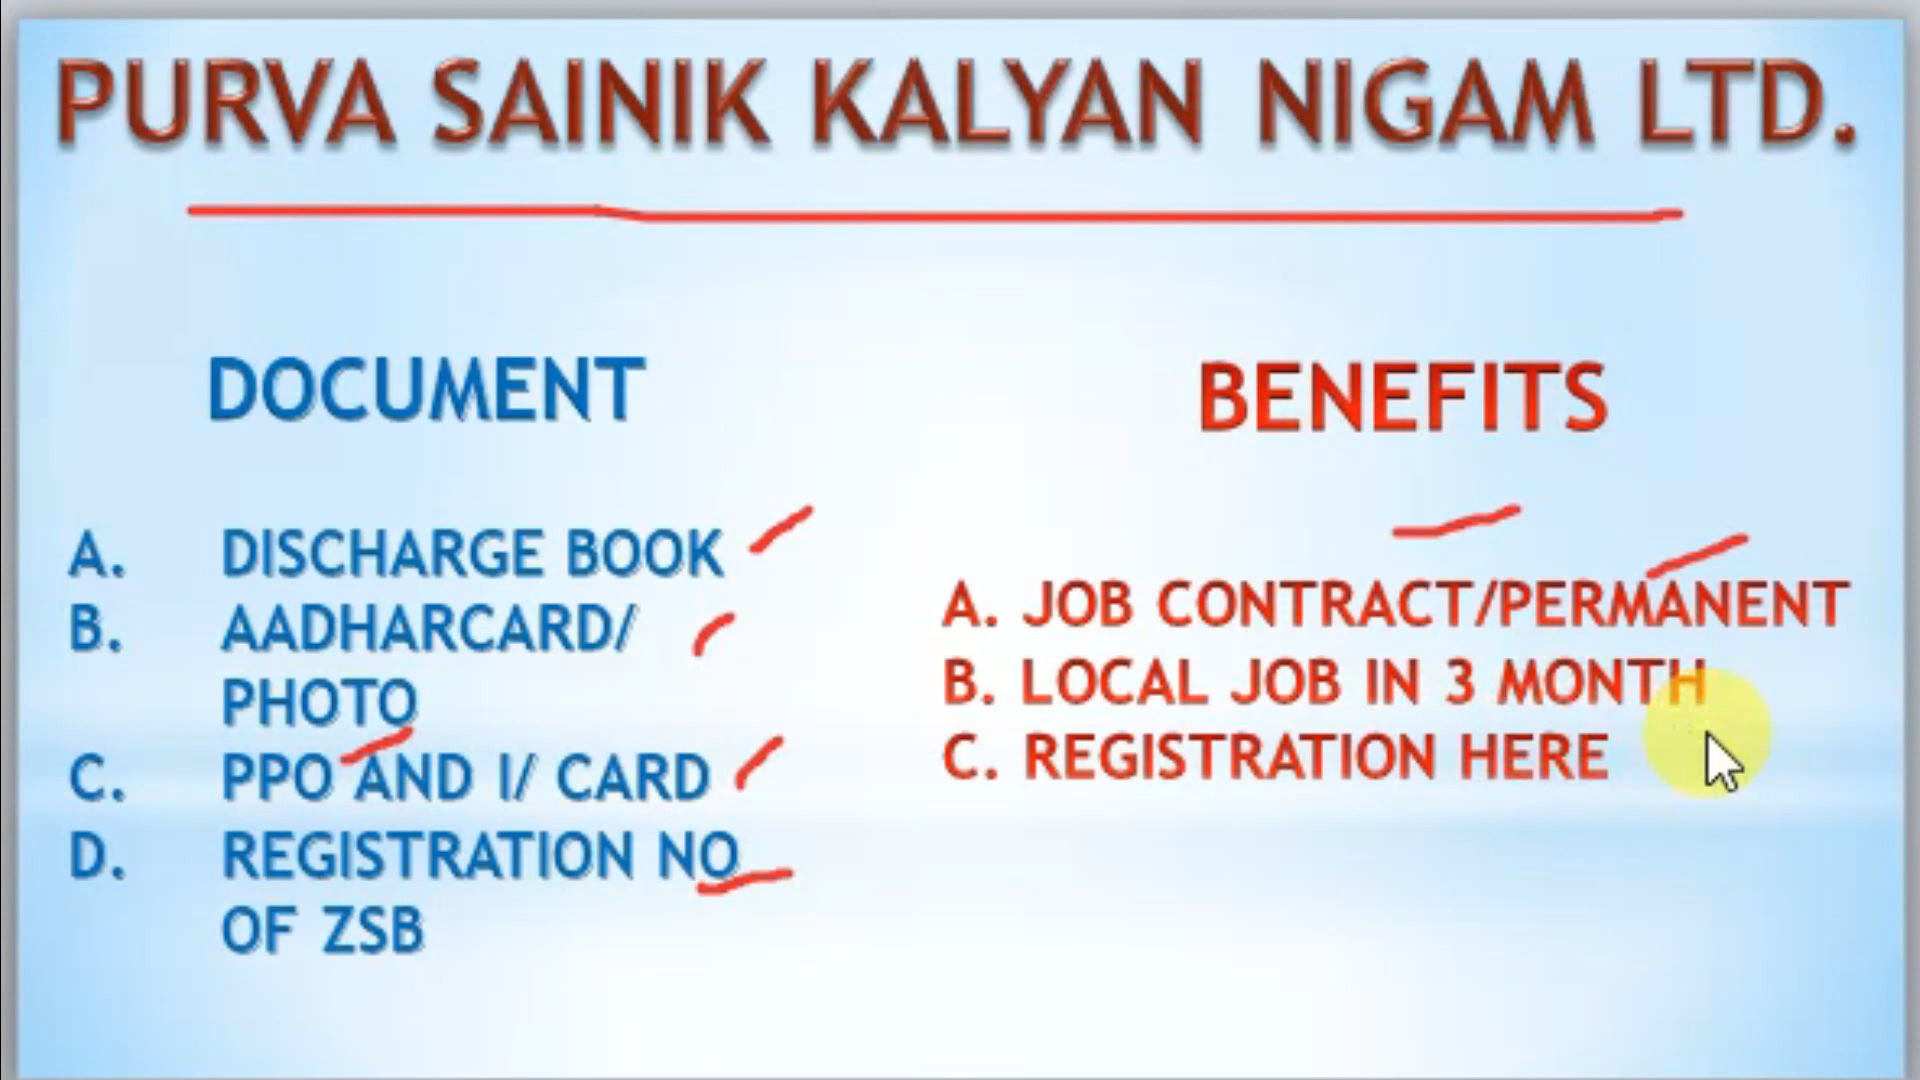 PURVA SAINIK KALYAN NIGAM LTD.
DOCUMENT
A. DISCHARGE BOOK
B. AADHARCARD/
PHOTO
C. PPO AND I/ CARD
D. REGISTRATION NO
OF ZSB
BENEFITS
A. JOB CONTRACT/PERMANENT
B. LOCAL JOB IN 3 MONTH
C. REGISTRATION HERE